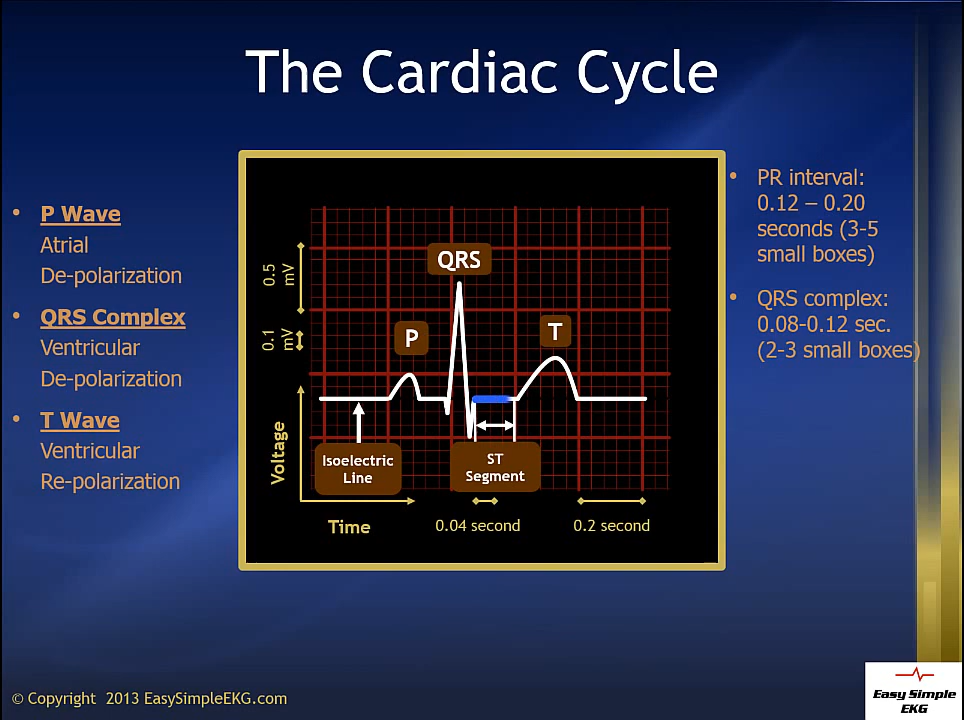 The Cardiac Cycle
• P Wave
Atrial
De-polarization
• QRS Complex
Ventricular
De-polarization
• T Wave
Ventricular
Re-polarization
QRS
P
T
0.5
mV
0.1
mV
Voltage
Isoelectric
Line
ST
Segment
Time
0.04 second
0.2 second
• PR interval:
0.12 – 0.20
seconds (3-5
small boxes)
• QRS complex:
0.08-0.12 sec.
(2-3 small boxes)
© Copyright 2013 EasySimpleEKG.com
Easy Simple
EKG